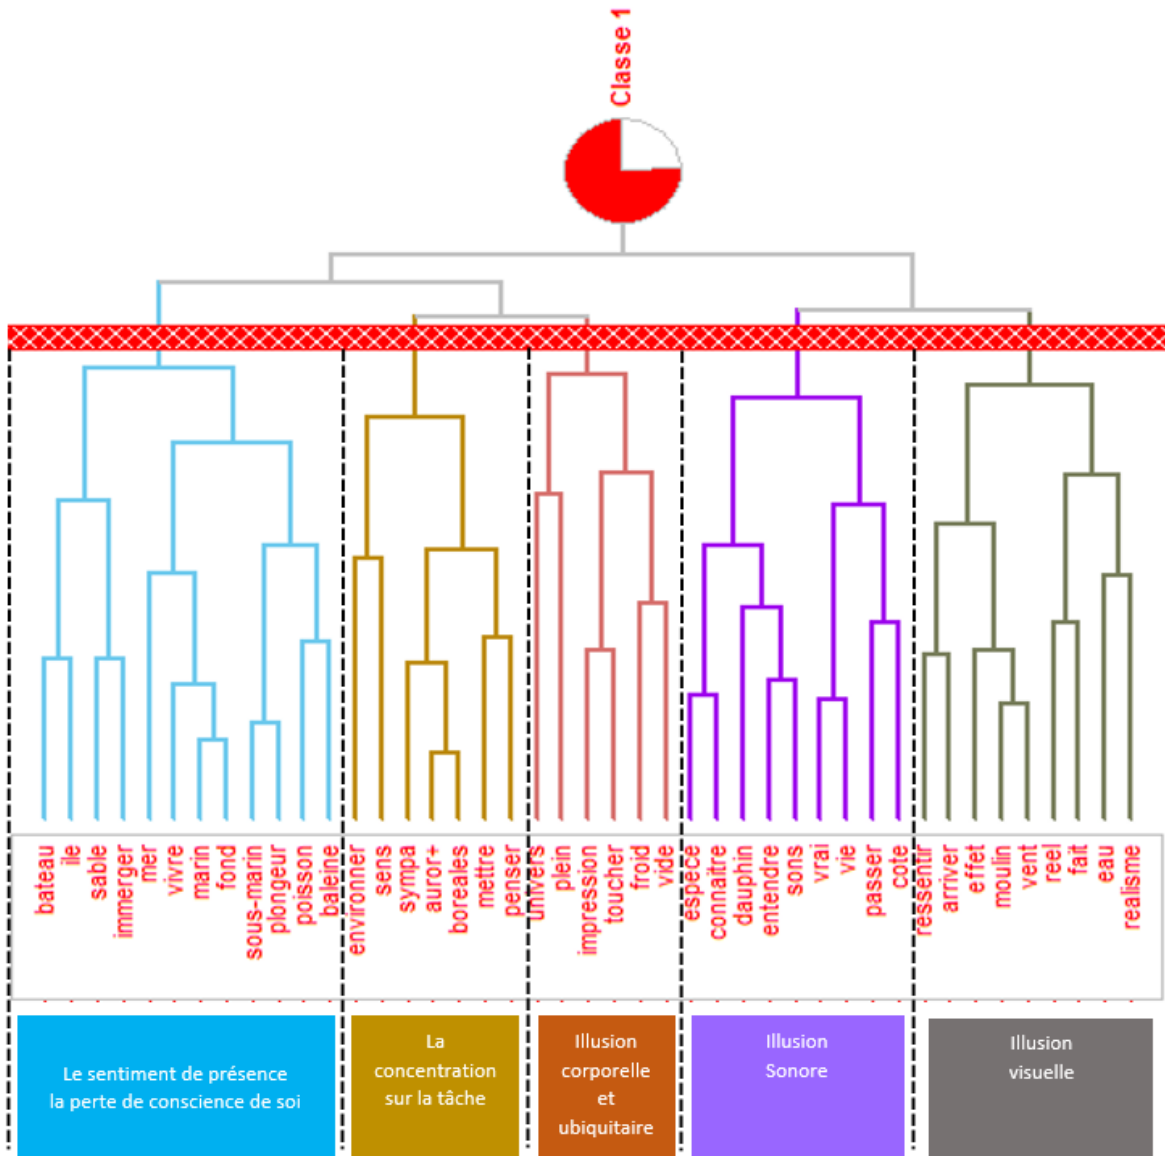 Classe 1
bateau
ile
sable
immerger
mer
vivre
marin
fond
sous-marin
plongeur
poisson
baleine
environner
sens
sympa
auror+
boreales
mettre
penser
univers
plein
impression
toucher
froid
vide
espèce
connaître
dauphin
entendre
sons
vrai
vie
passer
cote
ressentir
arriver
effet
moulin
vent
reel
fait
eau
realisme
Le sentiment de présence
la perte de conscience de soi
La
concentration
sur la tâche
Illusion
corporelle
et
ubiquitaire
Illusion
Sonore
Illusion
visuelle